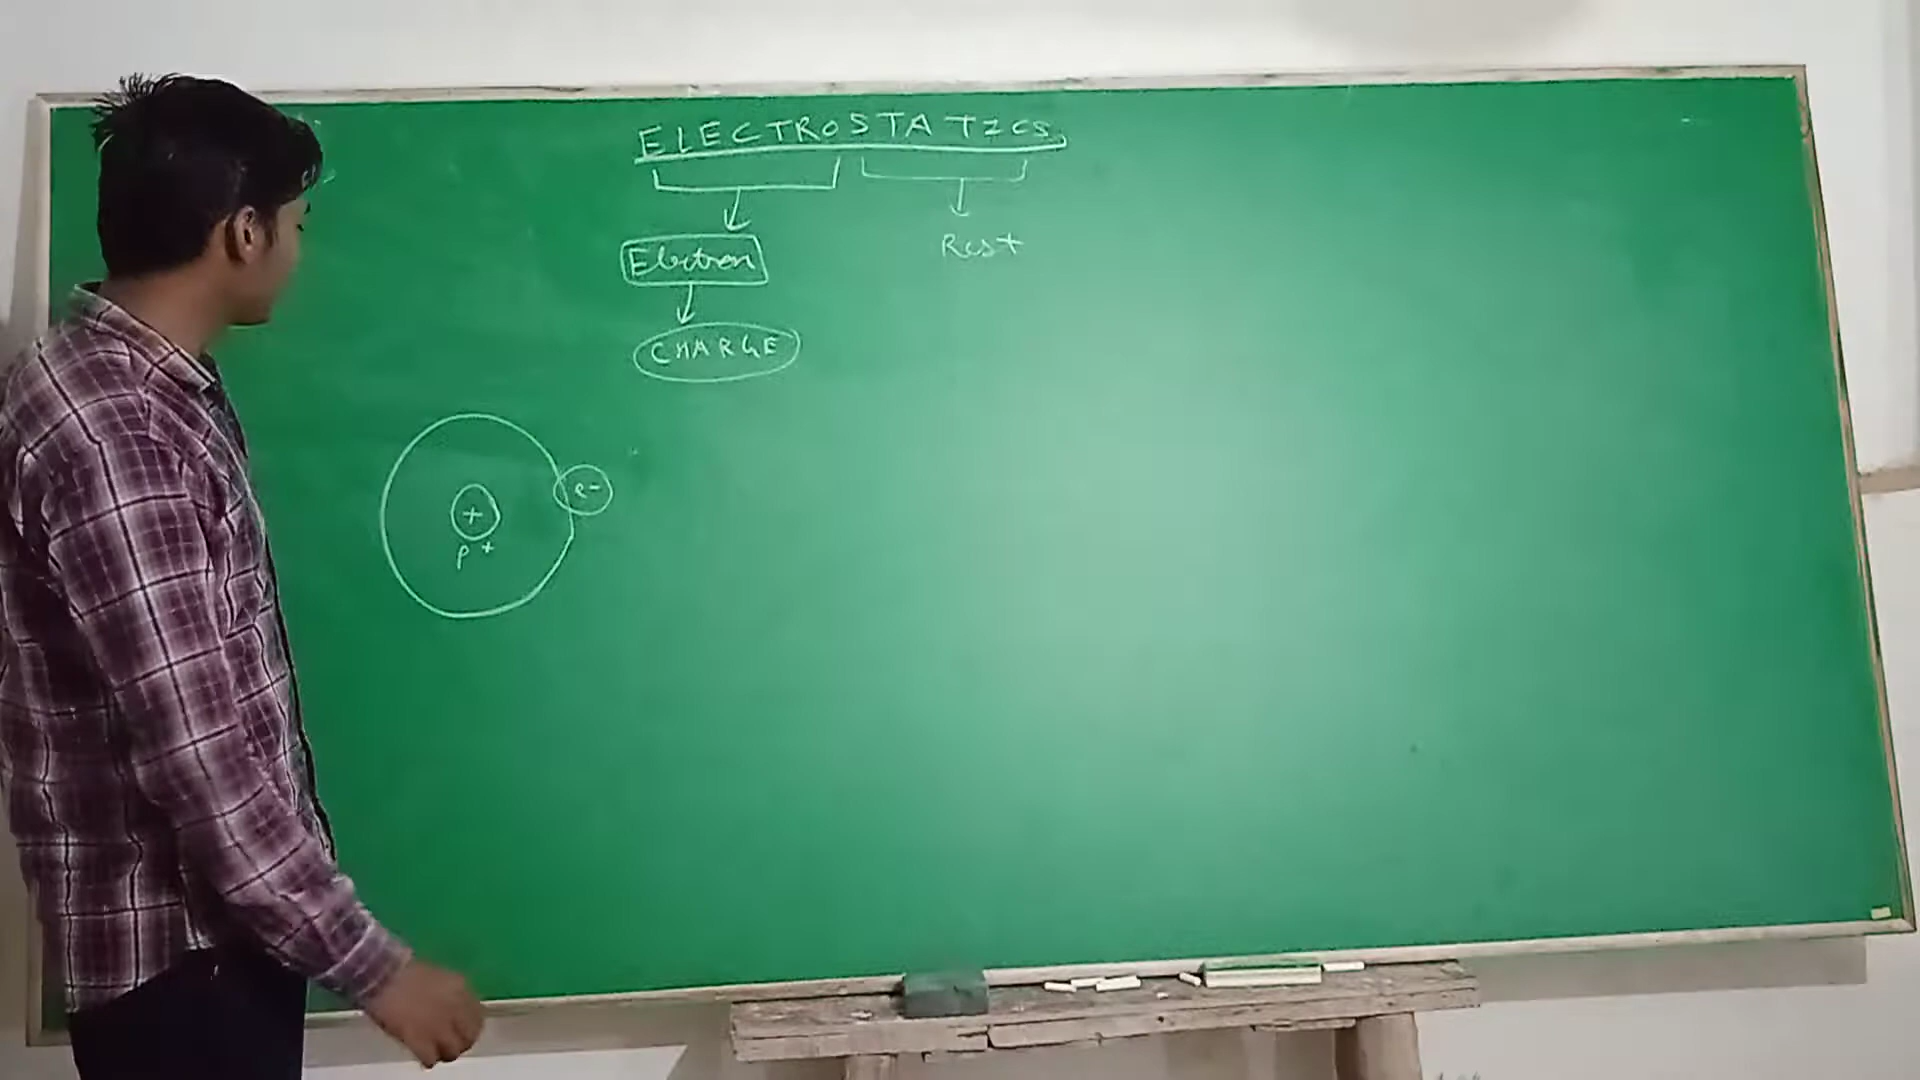 ELECTROSTATICS
Electron
Rest
CHARGE
e-
+
p+